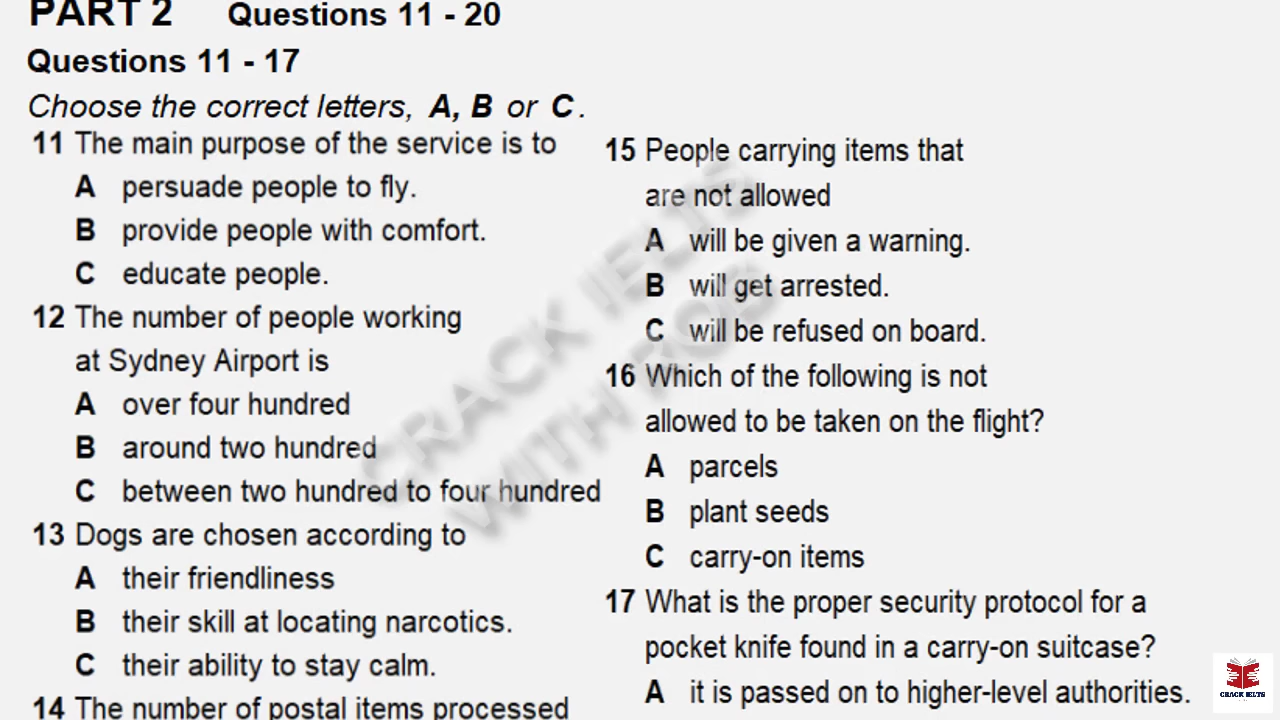 PART 2 Questions 11 - 20
Questions 11 - 17
Choose the correct letters, A, B or C.
11 The main purpose of the service is to
A persuade people to fly.
B provide people with comfort.
C educate people.
12 The number of people working
at Sydney Airport is
A over four hundred
B around two hundred
C between two hundred to four hundred
13 Dogs are chosen according to
A their friendliness
B their skill at locating narcotics.
C their ability to stay calm.
14 The number of postal items processed
15 People carrying items that
are not allowed
A will be given a warning.
B will get arrested.
C will be refused on board.
16 Which of the following is not
allowed to be taken on the flight?
A parcels
B plant seeds
C carry-on items
17 What is the proper security protocol for a
pocket knife found in a carry-on suitcase?
A it is passed on to higher-level authorities.
CRACK IELTS
WITH ROS
CRACK IELTS